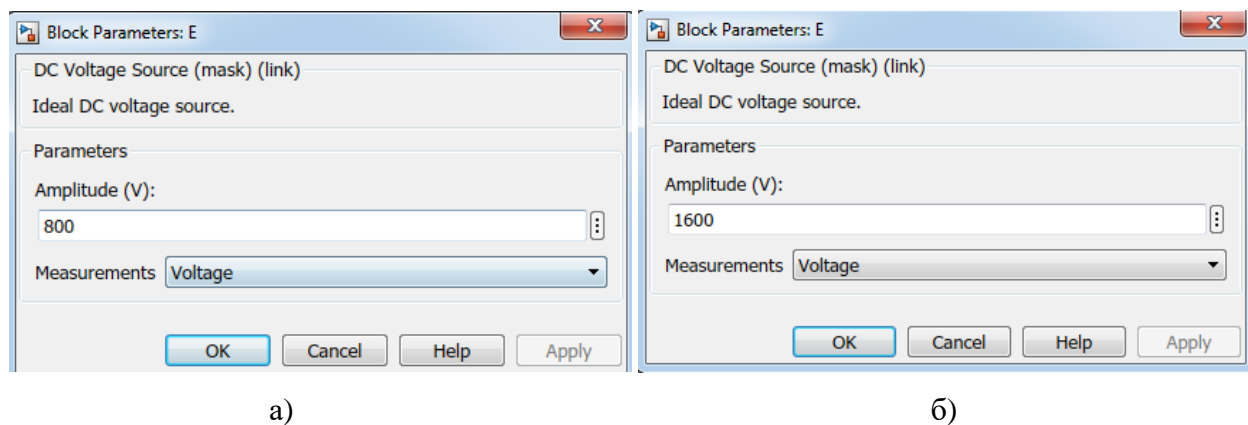 Block Parameters: E
DC Voltage Source (mask) (link)
Ideal DC voltage source.
Parameters
Amplitude (V):
800
Measurements Voltage
OK Cancel Help Apply
а)
Block Parameters: E
DC Voltage Source (mask) (link)
Ideal DC voltage source.
Parameters
Amplitude (V):
1600
Measurements Voltage
OK Cancel Help Apply
б)